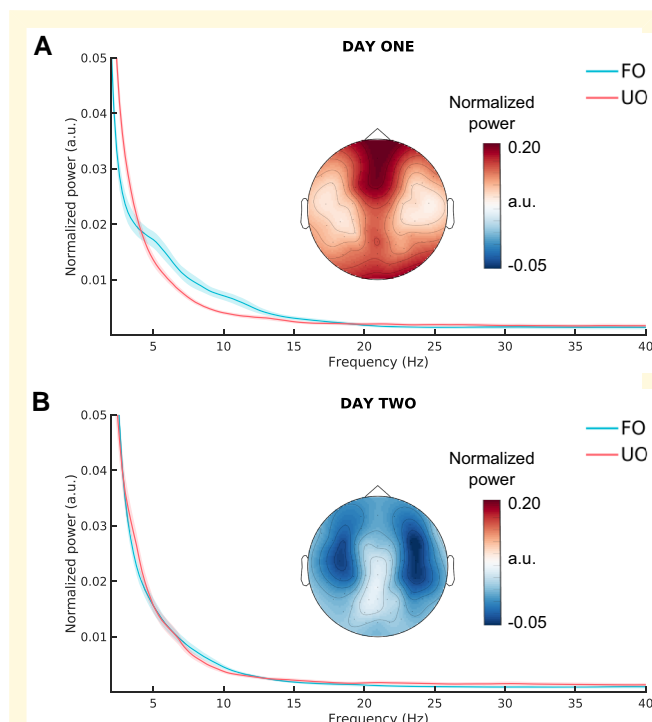 A
DAY ONE
0.05
0.04
0.03
0.02
0.01
Normalized power (a.u.)
FO
UO
Normalized
power
0.20
a.u.
-0.05
5
10
15
20
25
30
35
40
Frequency (Hz)
B
DAY TWO
0.05
0.04
0.03
0.02
0.01
Normalized power (a.u.)
FO
UO
Normalized
power
0.20
a.u.
-0.05
5
10
15
20
25
30
35
40
Frequency (Hz)